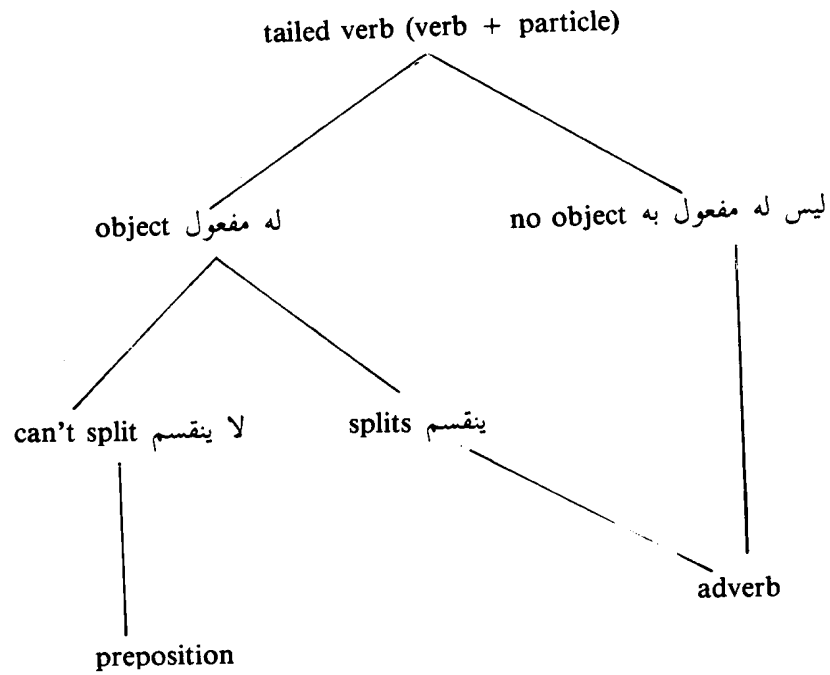 tailed verb (verb + particle)
object له مفعول
no object ليس له مفعول به
can't split لا ينقسم
splits ينقسم
adverb
preposition